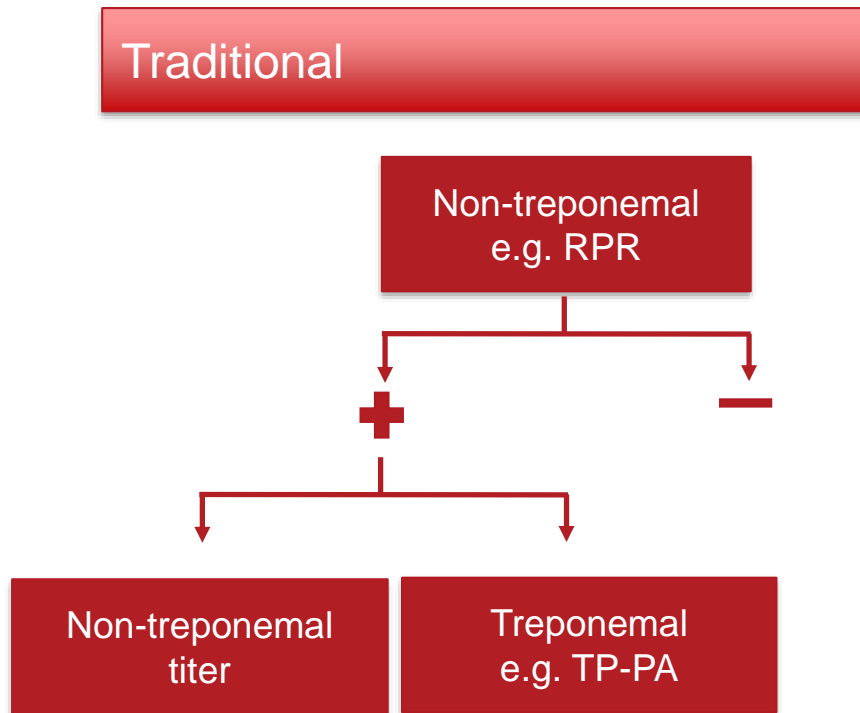 Traditional
Non-treponemal
e.g. RPR
Non-treponemal
titer
Treponemal
e.g. TP-PA